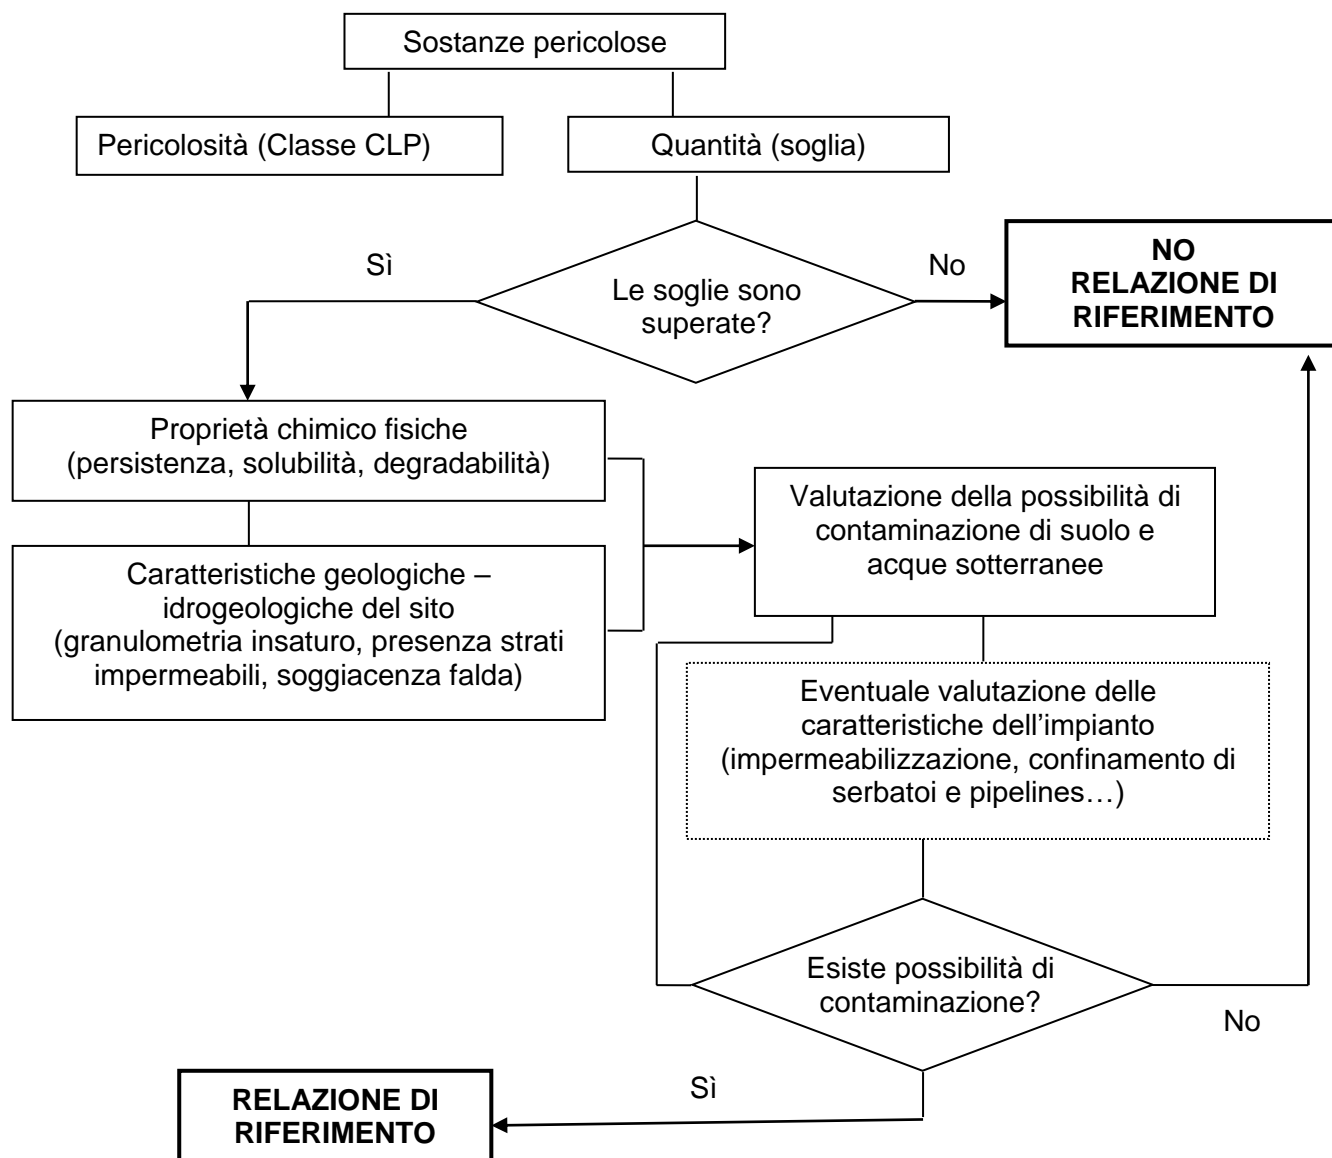 Sostanze pericolose
Pericolosità (Classe CLP)
Quantità (soglia)
Sì
No
Le soglie sono
superate?
NO
RELAZIONE DI
RIFERIMENTO
Proprietà chimico fisiche
(persistenza, solubilità, degradabilità)
Caratteristiche geologiche –
idrogeologiche del sito
(granulometria insaturo, presenza strati
impermeabili, soggiacenza falda)
Valutazione della possibilità di
contaminazione di suolo e
acque sotterranee
Eventuale valutazione delle
caratteristiche dell’impianto
(impermeabilizzazione, confinamento di
serbatoi e pipelines…)
Esiste possibilità di
contaminazione?
No
Sì
RELAZIONE DI
RIFERIMENTO